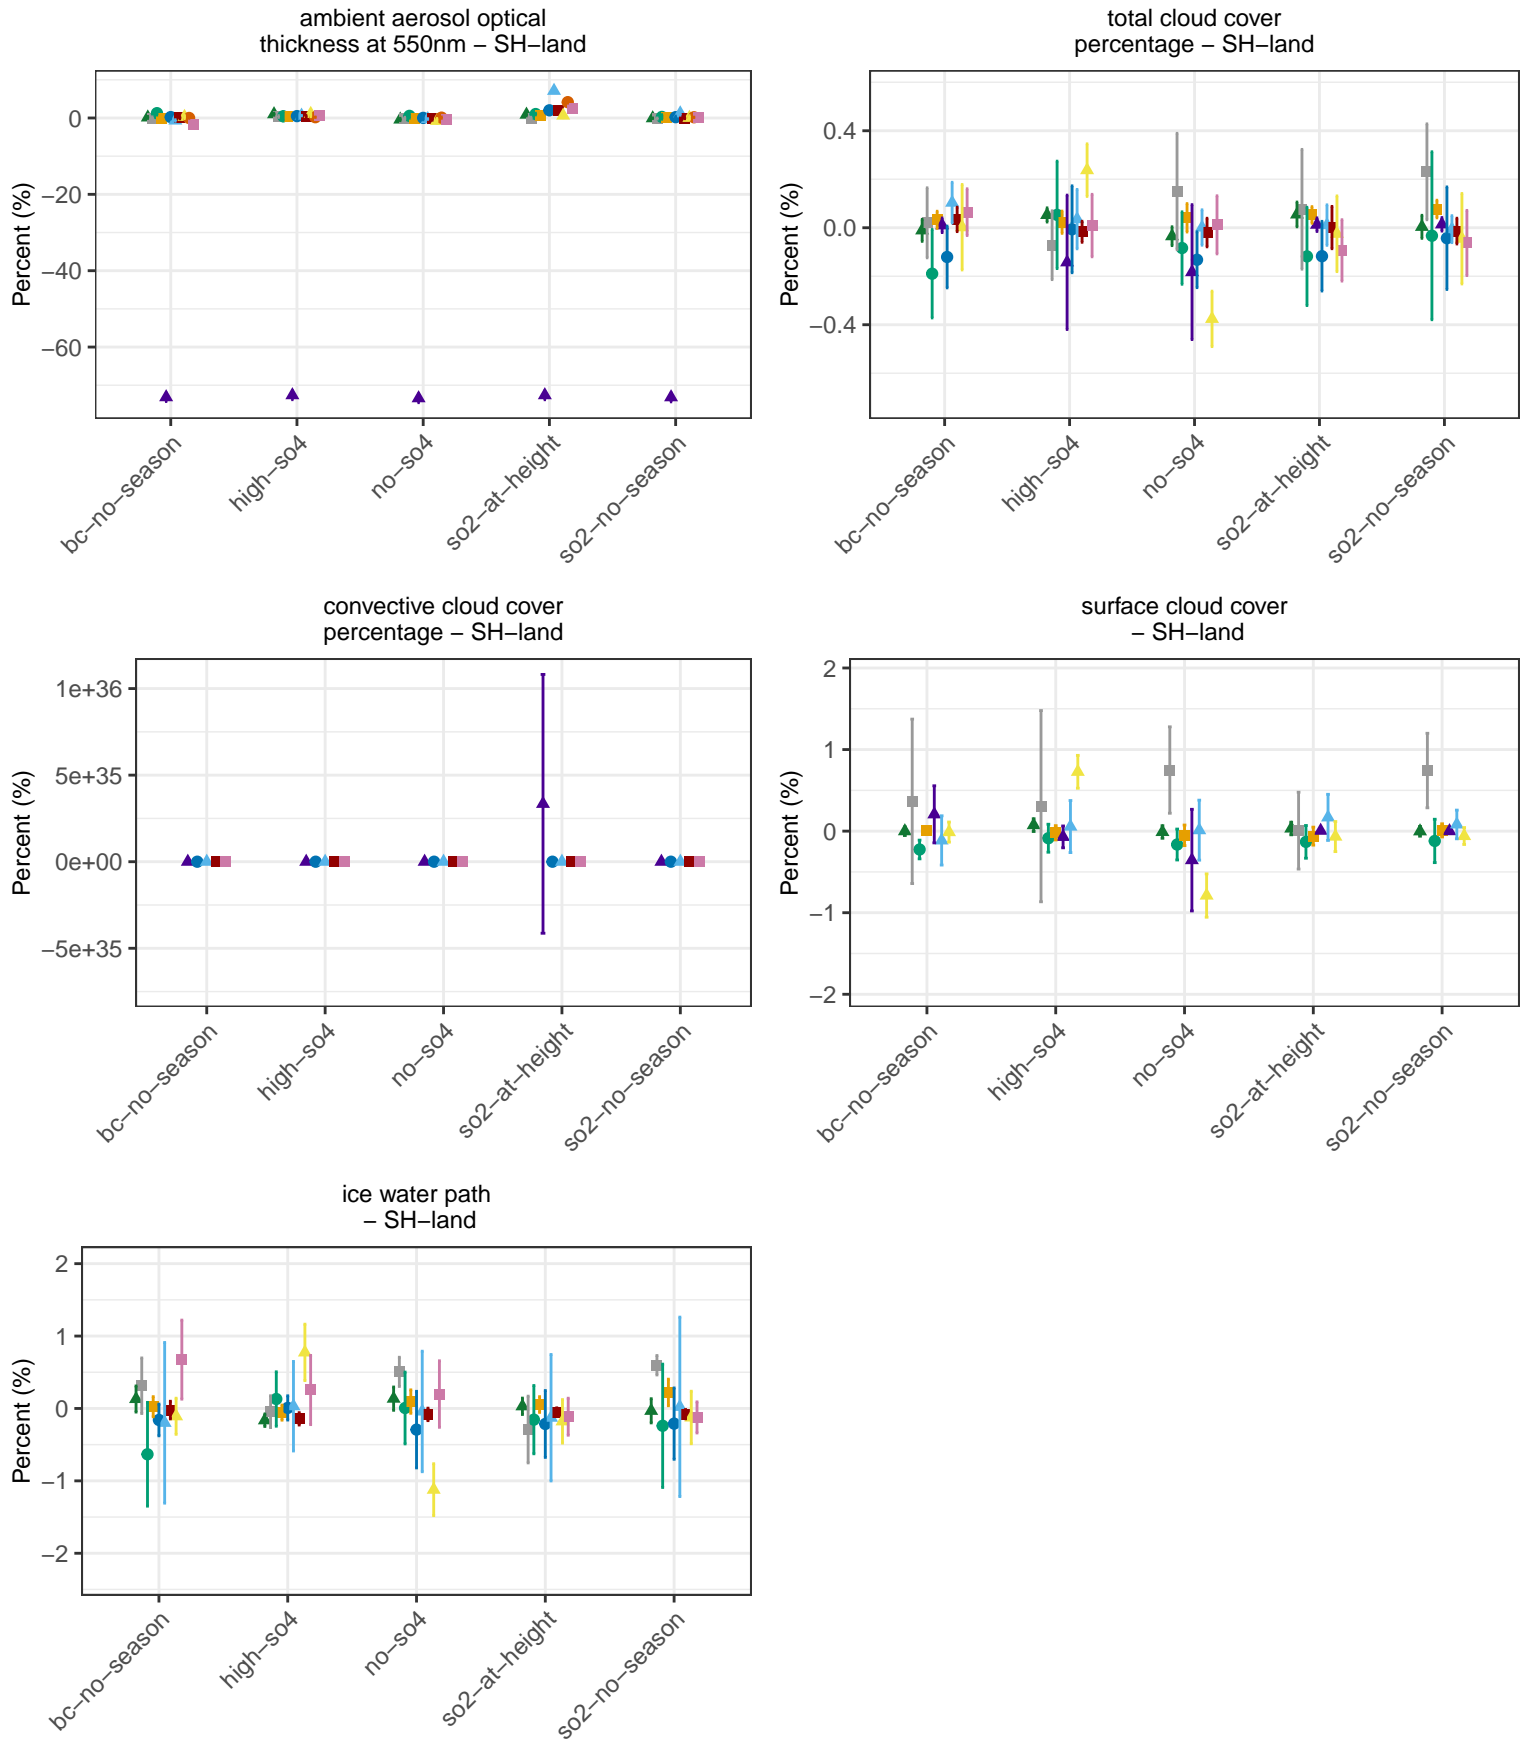 ambient aerosol optical
thickness at 550nm − SH−land
Percent (%)
0
−20
−40
−60
bc−no−season
high−so4
no−so4
so2−at−height
so2−no−season
total cloud cover
percentage − SH−land
Percent (%)
0.4
0.0
−0.4
bc−no−season
high−so4
no−so4
so2−at−height
so2−no−season
convective cloud cover
percentage − SH−land
Percent (%)
1e+36
5e+35
0e+00
−5e+35
bc−no−season
high−so4
no−so4
so2−at−height
so2−no−season
surface cloud cover
− SH−land
Percent (%)
2
1
0
−1
−2
bc−no−season
high−so4
no−so4
so2−at−height
so2−no−season
ice water path
− SH−land
Percent (%)
2
1
0
−1
−2
bc−no−season
high−so4
no−so4
so2−at−height
so2−no−season